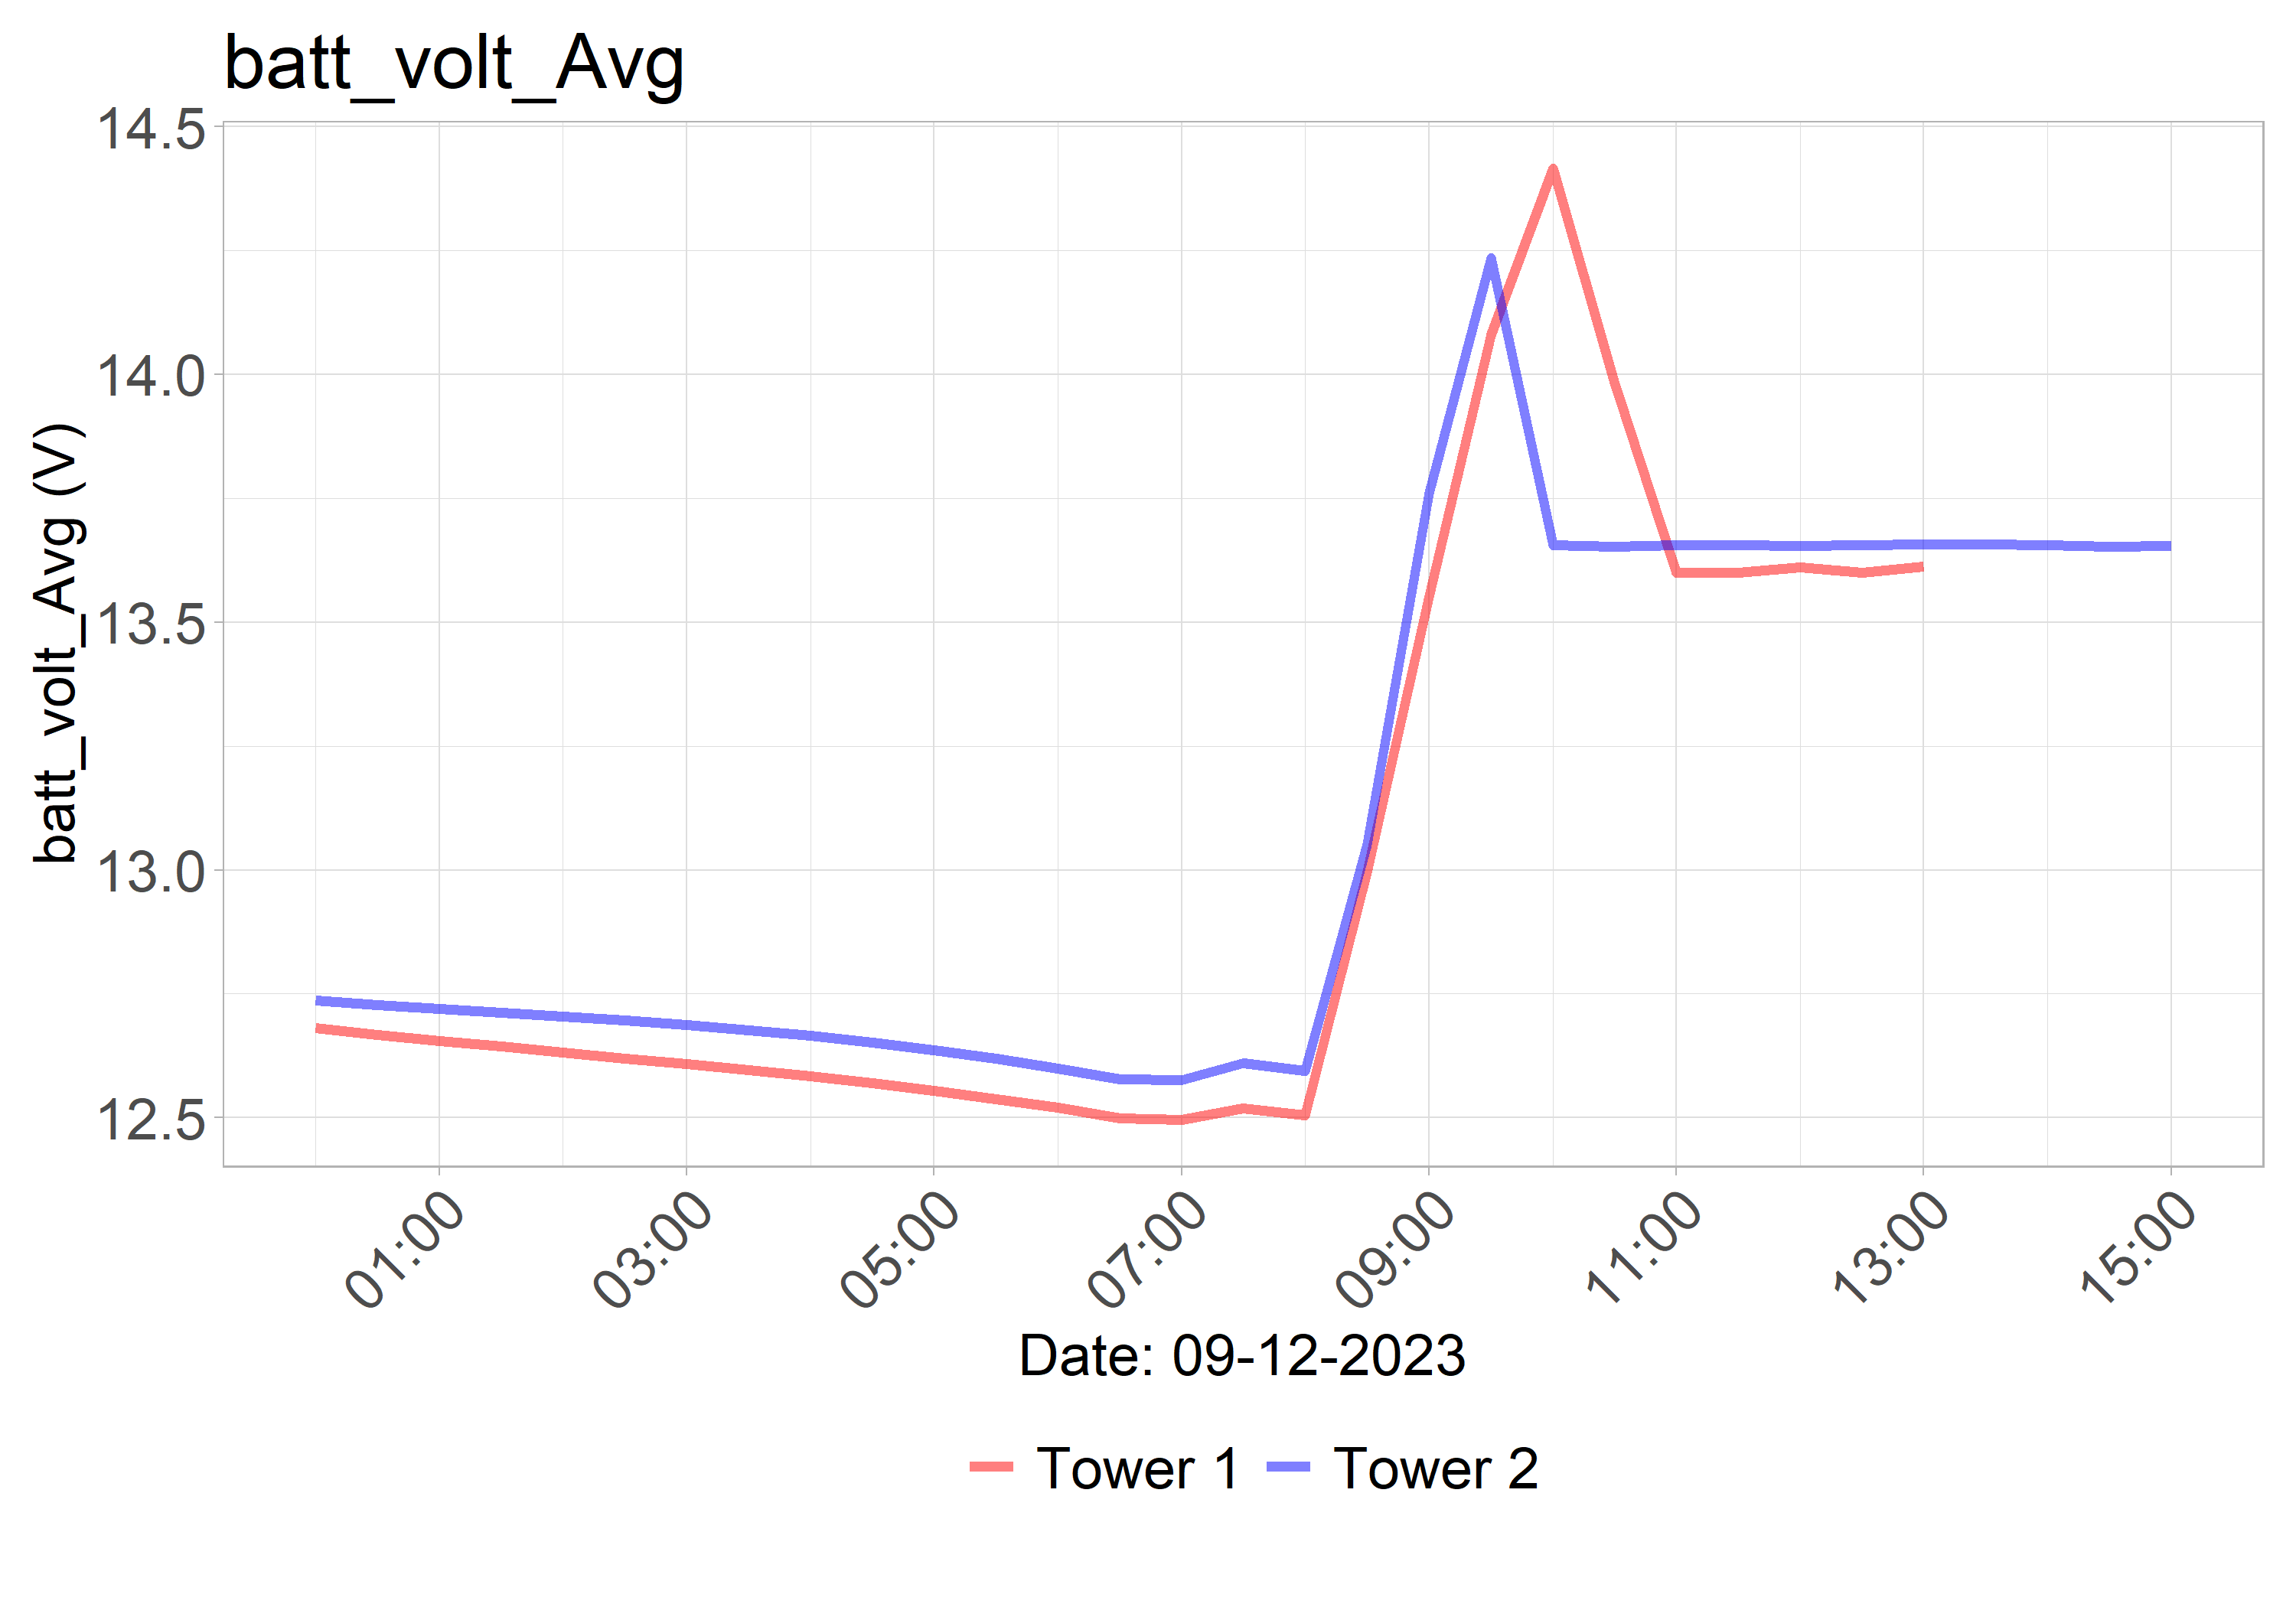 batt_volt_Avg
batt_volt_Avg (V)
14.5
14.0
13.5
13.0
12.5
01:00 03:00 05:00 07:00 09:00 11:00 13:00 15:00
Date: 09-12-2023
Tower 1 Tower 2